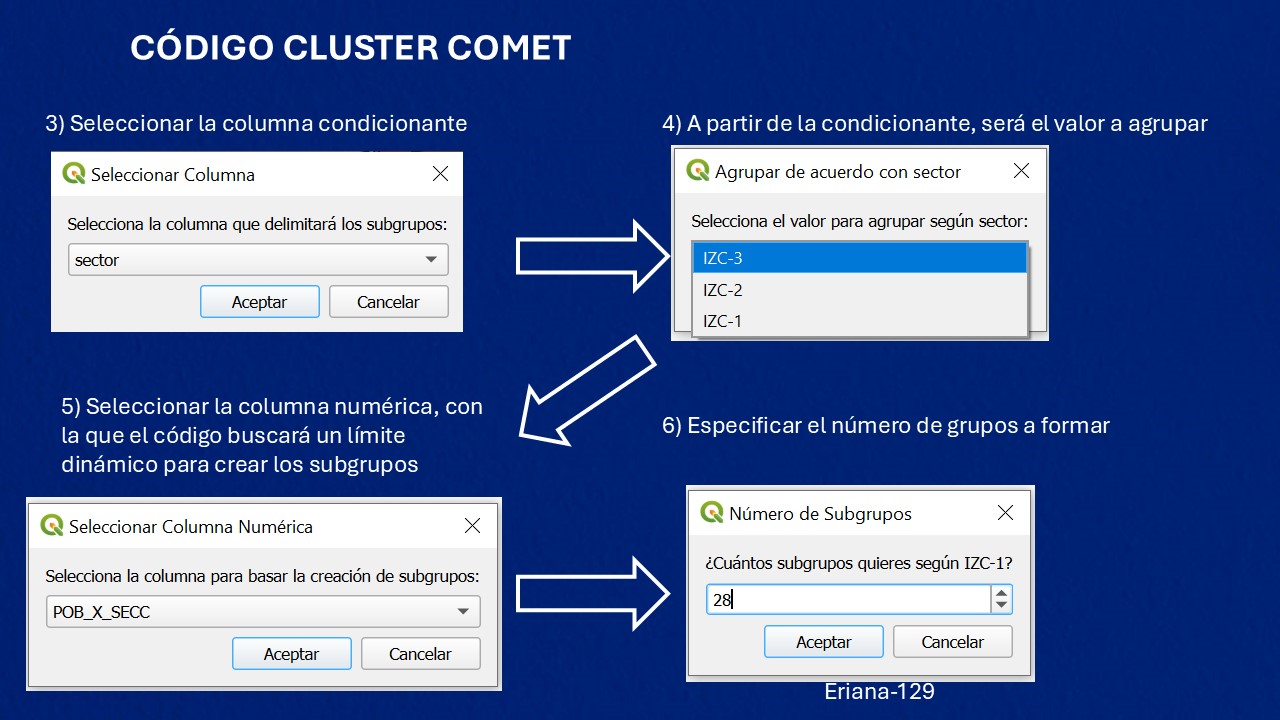 CÓDIGO CLUSTER COMET
3) Seleccionar la columna condicionante
Seleccionar Columna
Selecciona la columna que delimitará los subgrupos:
sector
Aceptar
Cancelar
4) A partir de la condicionante, será el valor a agrupar
Agrupar de acuerdo con sector
Selecciona el valor para agrupar según sector:
IZC-3
IZC-2
IZC-1
5) Seleccionar la columna numérica, con
la que el código buscará un límite
dinámico para crear los subgrupos
Seleccionar Columna Numérica
Selecciona la columna para basar la creación de subgrupos:
POB_X_SECC
Aceptar
Cancelar
6) Especificar el número de grupos a formar
Número de Subgrupos
¿Cuántos subgrupos quieres según IZC-1?
28
Aceptar
Cancelar
Eriana-129